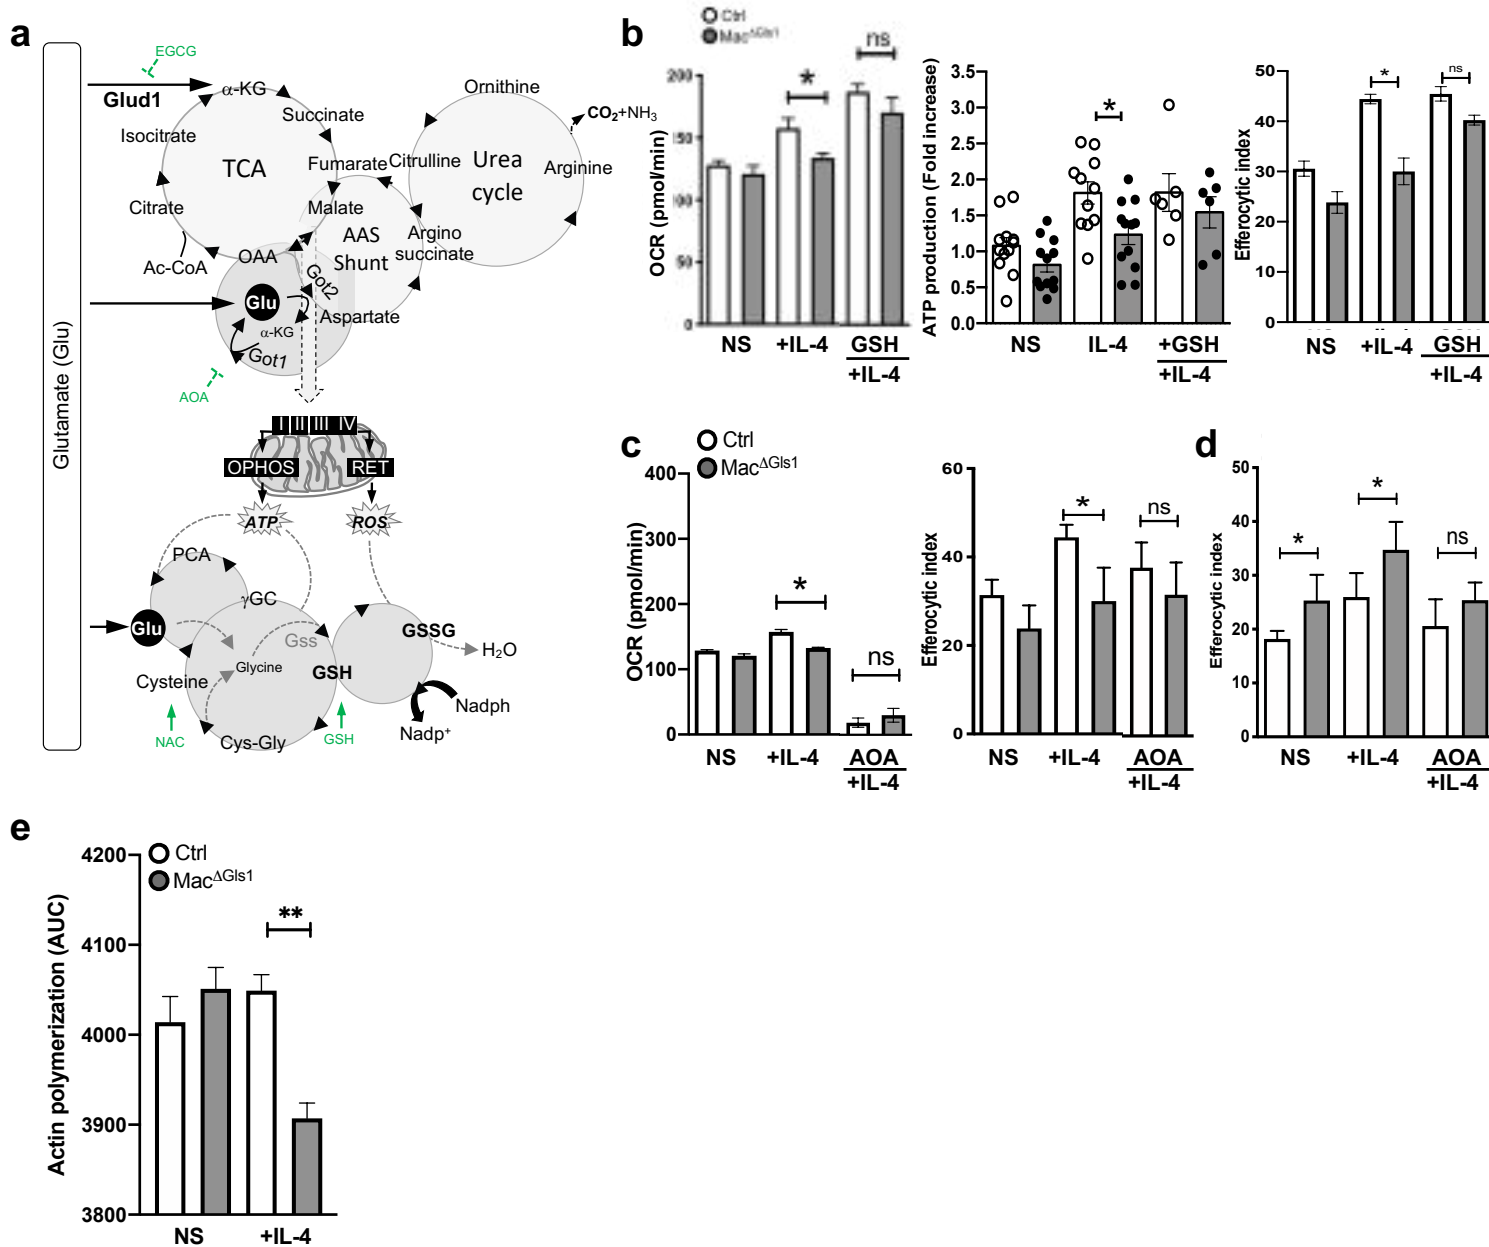 a
Glutamate (Glu)
EGCG
Glud1
α-KG
Succinate
Isocitrate
TCA
Fumarate
Citrate
Malate
Ac-CoA
OAA
AAS
Shunt
Ornithine
CO2+NH3
Citrulline
Urea
cycle
Arginine
Argino
succinate
Got2
Glu
α-KG
Aspartate
Got1
AOA
I II III IV
OPHOS
RET
ATP
ROS
PCA
γGC
Glu
Gss
GSSG
H2O
Glycine
GSH
Cysteine
Nadph
Nadp+
NAC
Cys-Gly
GSH
b
Ctrl
MacΔGls1
OCR (pmol/min)
200
150
100
50
0
*
ns
NS
+IL-4
GSH
+IL-4
ATP production (Fold increase)
3.5
3.0
2.5
2.0
1.5
1.0
0.5
0.0
*
NS
IL-4
+GSH
+IL-4
Efferocytic index
50
40
30
20
10
0
*
ns
NS
+IL-4
GSH
+IL-4
c
Ctrl
MacΔGls1
OCR (pmol/min)
400
300
200
100
0
*
ns
NS
+IL-4
AOA
+IL-4
Efferocytic index
60
40
20
0
*
ns
NS
+IL-4
AOA
+IL-4
d
Efferocytic index
50
40
30
20
10
0
*
*
ns
NS
+IL-4
AOA
+IL-4
e
Ctrl
MacΔGls1
Actin polymerization (AUC)
4200
4100
4000
3900
3800
**
NS
+IL-4